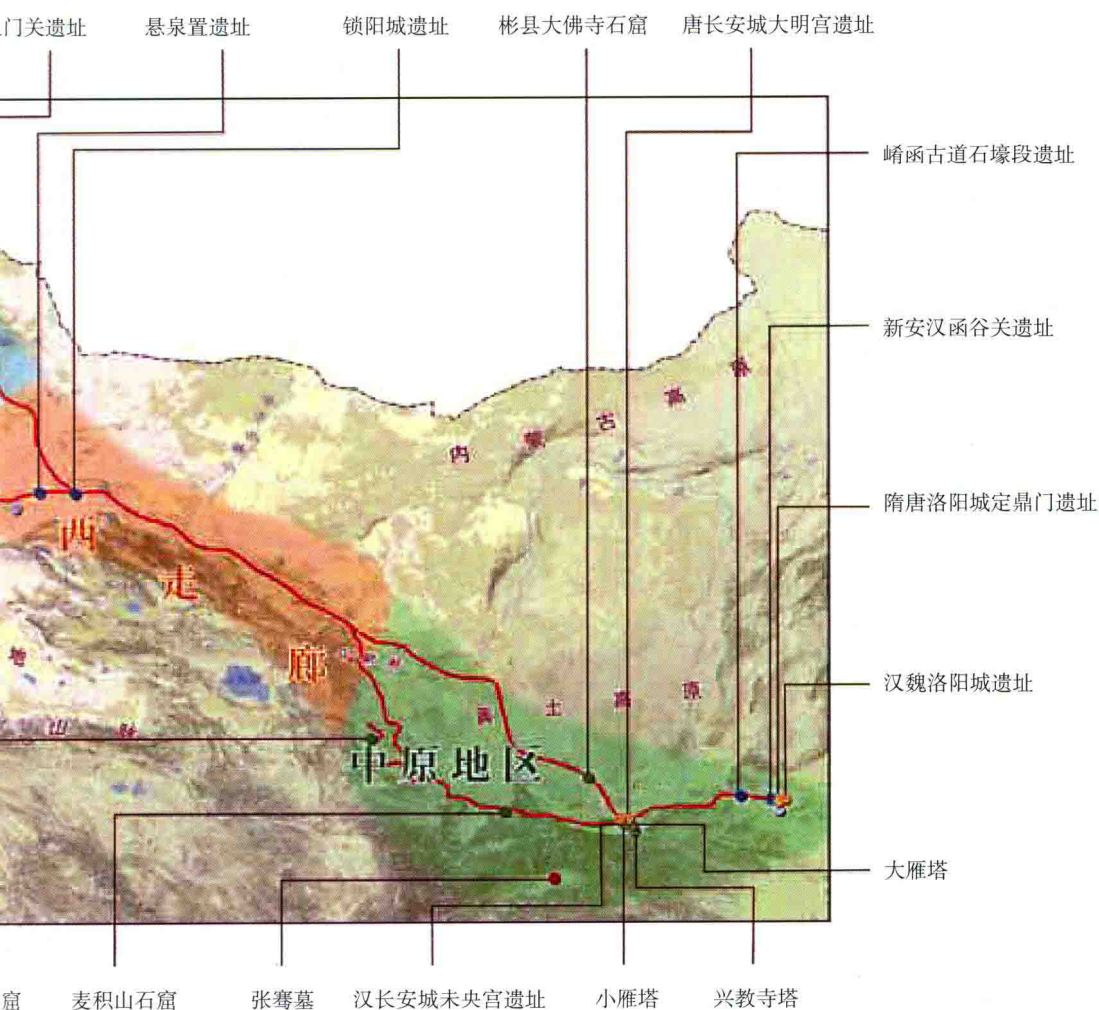 门关遗址
悬泉置遗址
锁阳城遗址
彬县大佛寺石窟
唐长安城大明宫遗址
崤函古道石壕段遗址
新安汉函谷关遗址
内蒙古高原
隋唐洛阳城定鼎门遗址
西走廊
地
山脉
黄土高原
汉魏洛阳城遗址
中原地区
大雁塔
窟
麦积山石窟
张骞墓
汉长安城未央宫遗址
小雁塔
兴教寺塔